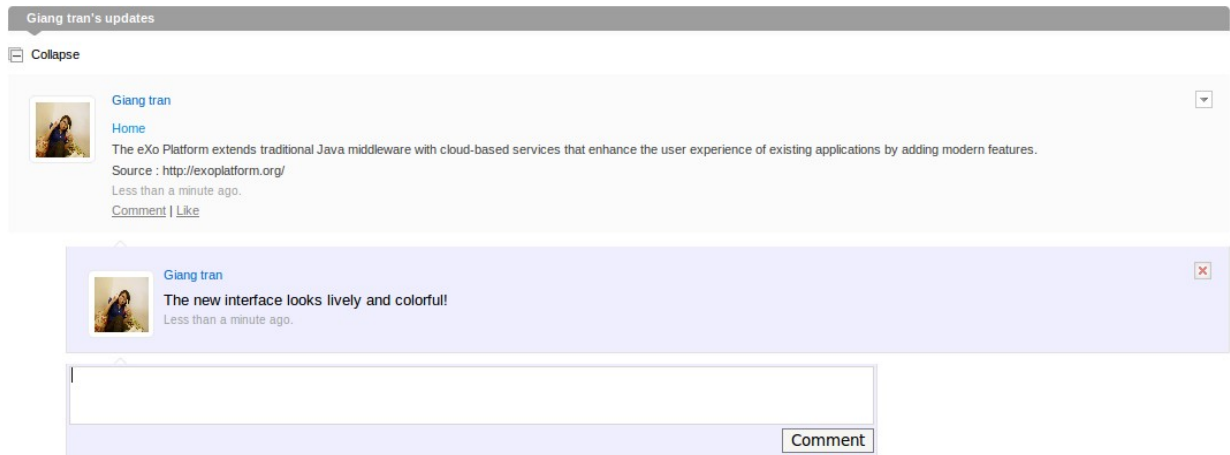 Giang tran's updates
Collapse
Giang tran
Home
The eXo Platform extends traditional Java middleware with cloud-based services that enhance the user experience of existing applications by adding modern features.
Source : http://exoplatform.org/
Less than a minute ago.
Comment | Like
Giang tran
The new interface looks lively and colorful!
Less than a minute ago.
Comment